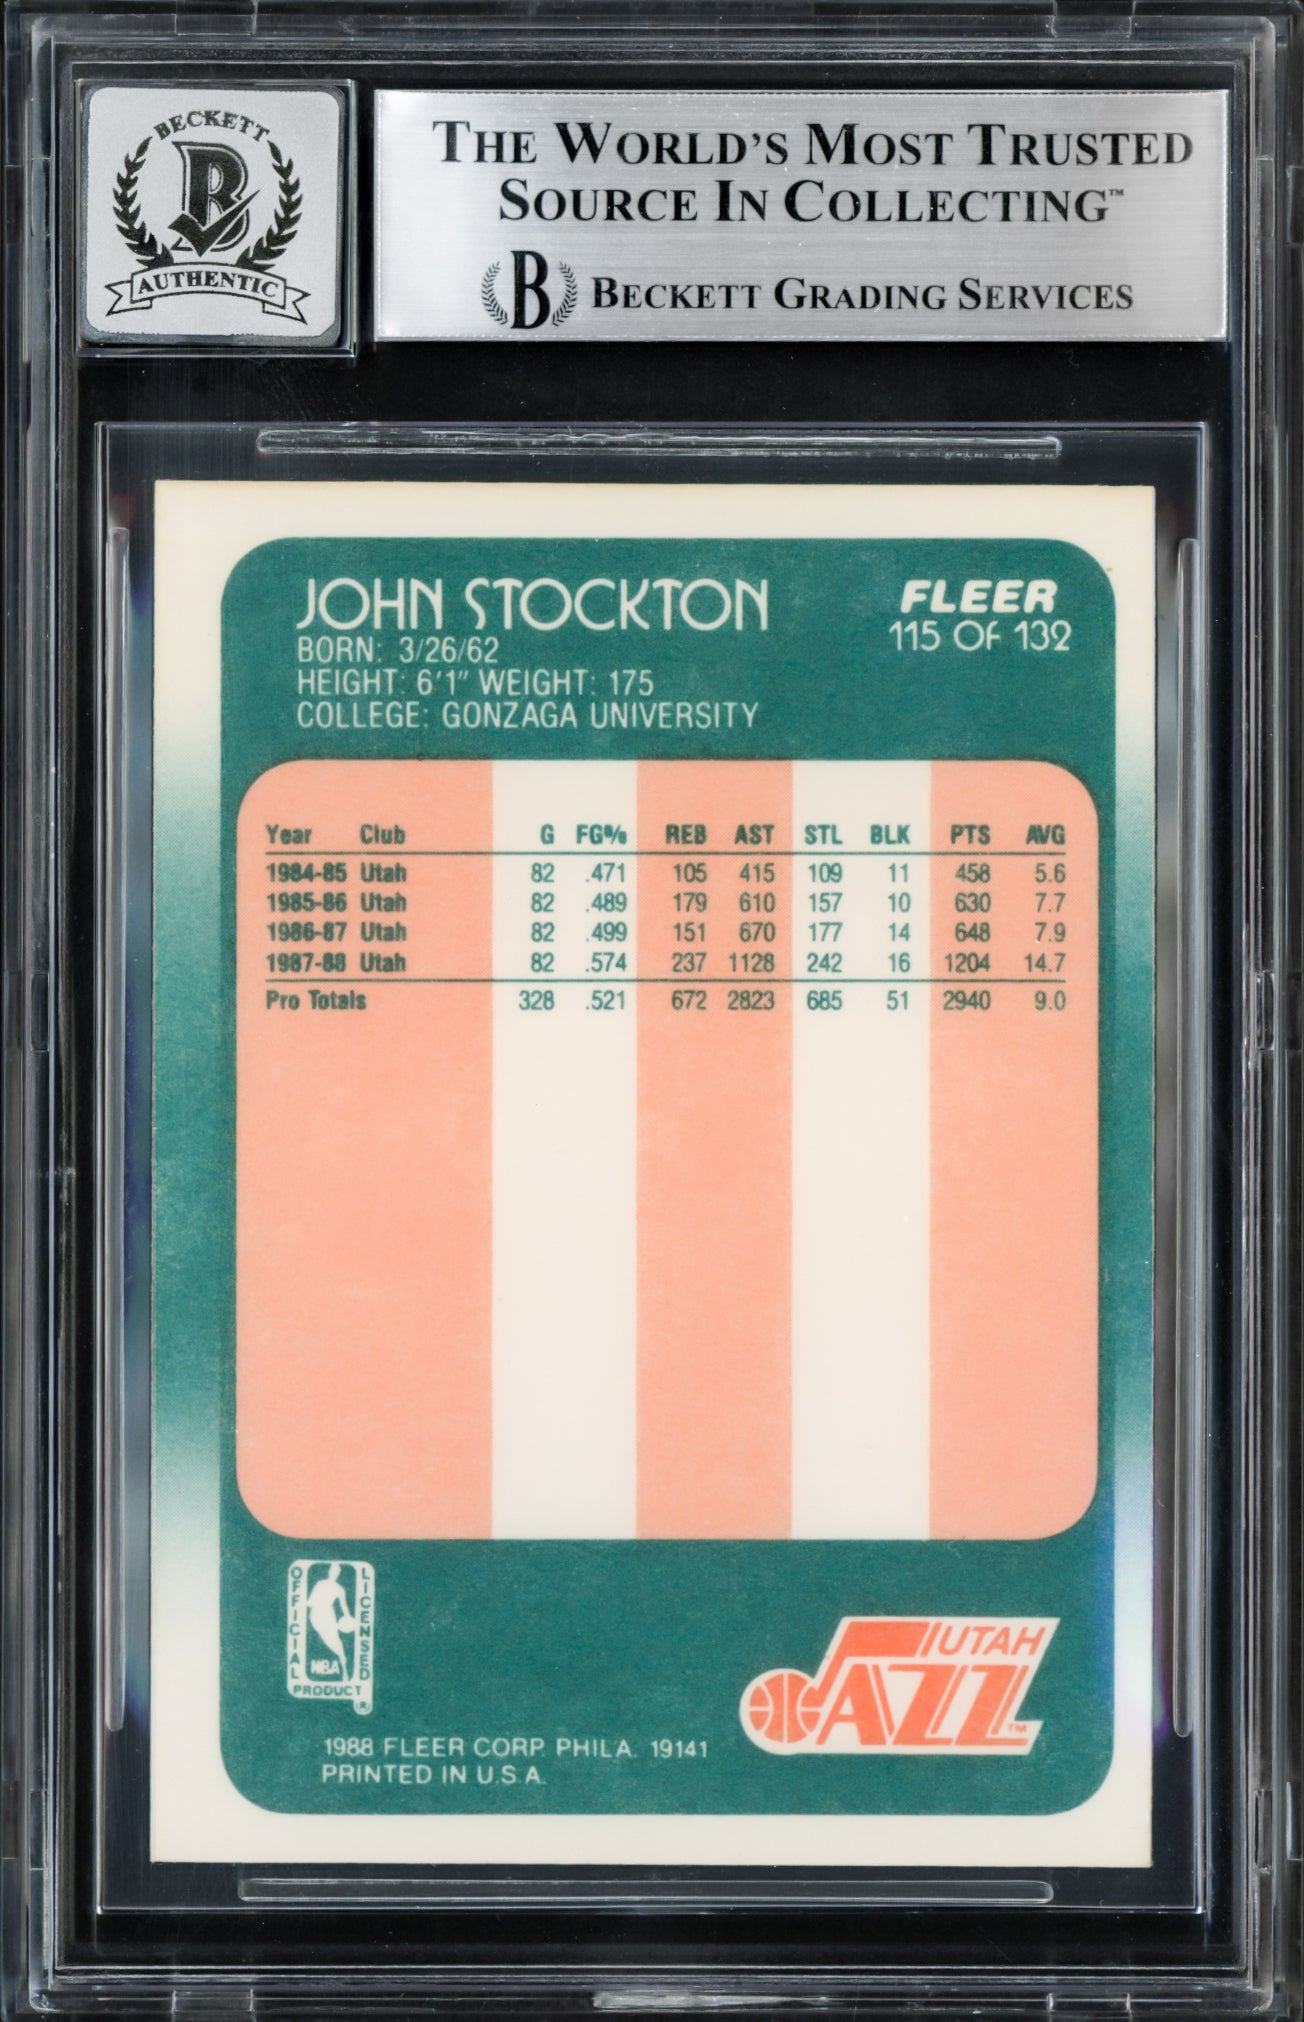 BECKETT
AUTHENTIC
THE WORLD'S MOST TRUSTED
SOURCE IN COLLECTING™
B BECKETT GRADING SERVICES
JOHN STOCKTON
FLEER
115 OF 132
BORN: 3/26/62
HEIGHT: 6'1" WEIGHT: 175
COLLEGE: GONZAGA UNIVERSITY
Year Club G FG% REB AST STL BLK PTS AVG
1984-85 Utah 82 .471 105 415 109 11 458 5.6
1985-86 Utah 82 .489 179 610 157 10 630 7.7
1986-87 Utah 82 .499 151 670 177 14 648 7.9
1987-88 Utah 82 .574 237 1128 242 16 1204 14.7
Pro Totals 328 .521 672 2823 685 51 2940 9.0
OFFICIAL LICENSED
NBA
PRODUCT ®
UTAH
JAZZ ™
1988 FLEER CORP. PHILA. 19141
PRINTED IN U.S.A.